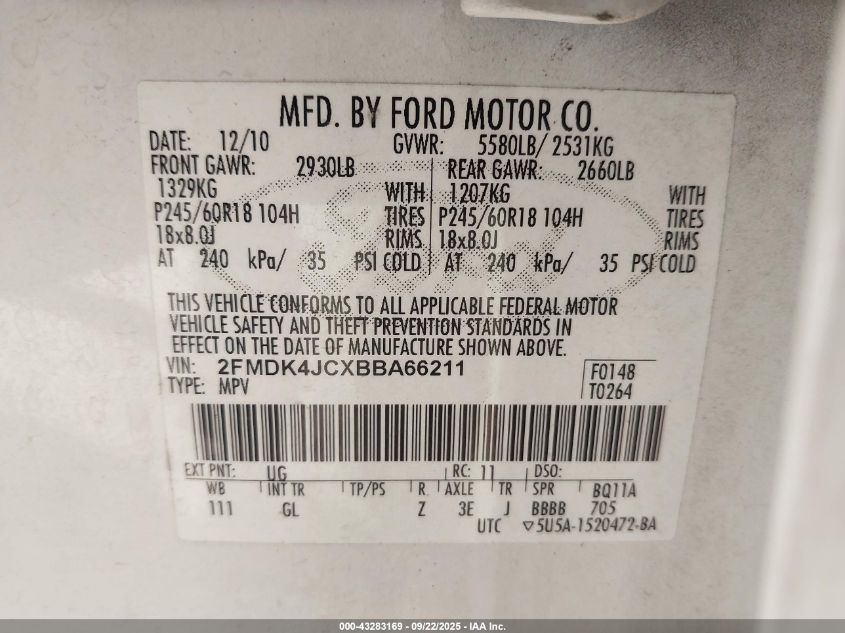 MFD. BY FORD MOTOR CO.
DATE: 12/10 GVWR: 5580LB/ 2531KG
FRONT GAWR: 2930LB REAR GAWR: 2660LB
1329KG WITH 1207KG WITH
P245/60R18 104H TIRES P245/60R18 104H TIRES
18x8.0J RIMS 18x8.0J RIMS
AT 240 kPa/ 35 PSI COLD AT 240 kPa/ 35 PSI COLD
THIS VEHICLE CONFORMS TO ALL APPLICABLE FEDERAL MOTOR
VEHICLE SAFETY AND THEFT PREVENTION STANDARDS IN
EFFECT ON THE DATE OF MANUFACTURE SHOWN ABOVE.
VIN: 2FMDK4JCXBBA66211 F0148
TYPE: MPV T0264
EXT PNT: UG RC: 11 DSO:
WB INT TR TP/PS R AXLE TR SPR BQ11A
111 GL Z 3E J BBBB 705
UTC ▽5U5A-1520472-BA
000-43283169 - 09/22/2025 - IAA Inc.